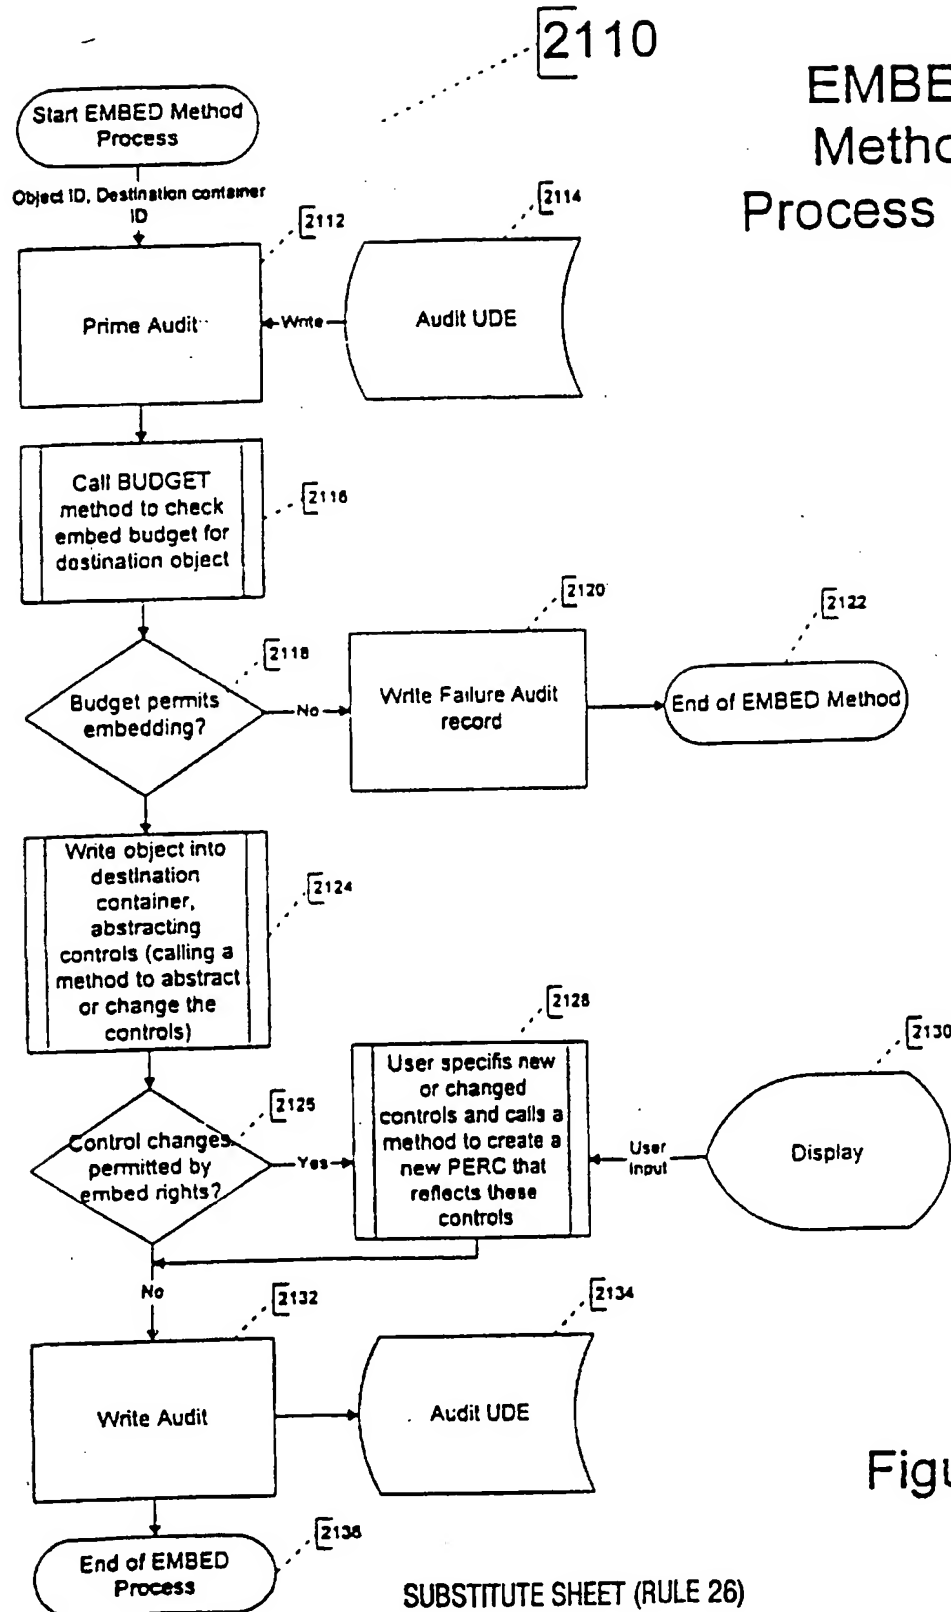 2110
EMBE
Metho
Process
Start EMBED Method
Process
Object ID, Destination container
ID
2112
2114
Prime Audit
Write
Audit UDE
Call BUDGET
method to check
embed budget for
dostination object
2116
2118
Budget permits
embedding?
No
2120
Write Failure Audit
record
2122
End of EMBED Method
Write object into
destination
container,
abstracting
controls (calling a
method to abstract
or change the
controls)
2124
2125
Control changes
permitted by
embed rights?
Yes
2128
User specifis new
or changed
controls and calls a
method to create a
new PERC that
reflects these
controls
User
Input
2130
Display
No
2132
Write Audit
2134
Audit UDE
2136
End of EMBED
Process
Figu
SUBSTITUTE SHEET (RULE 26)